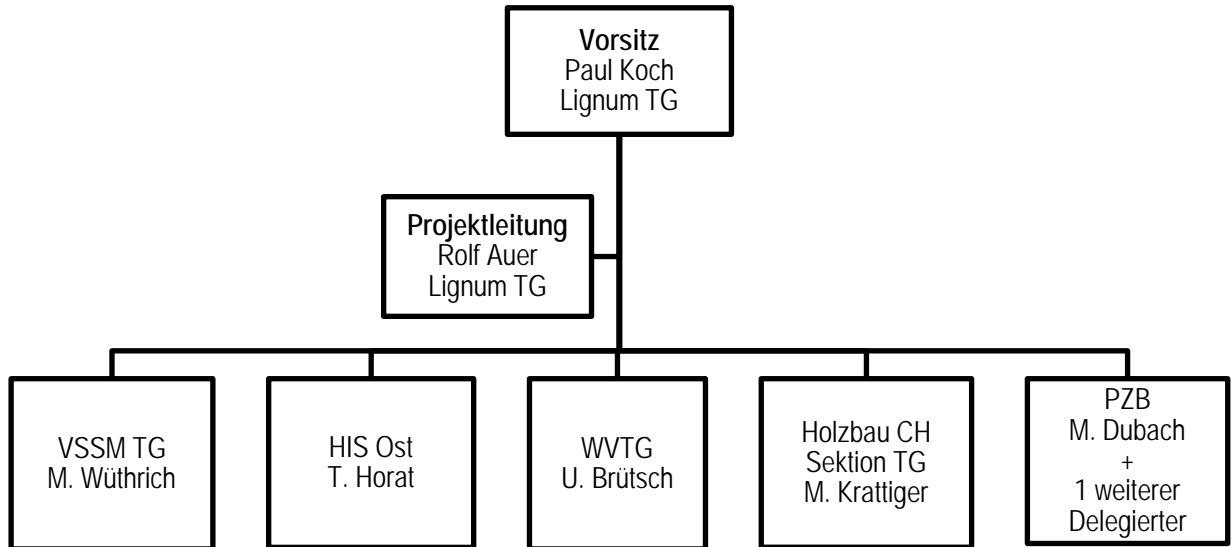 Vorsitz
Paul Koch
Lignum TG
Projektleitung
Rolf Auer
Lignum TG
VSSM TG
M. Wüthrich
HIS Ost
T. Horat
WVTG
U. Brütsch
Holzbau CH
Sektion TG
M. Krattiger
PZB
M. Dubach
+
1 weiterer
Delegierter